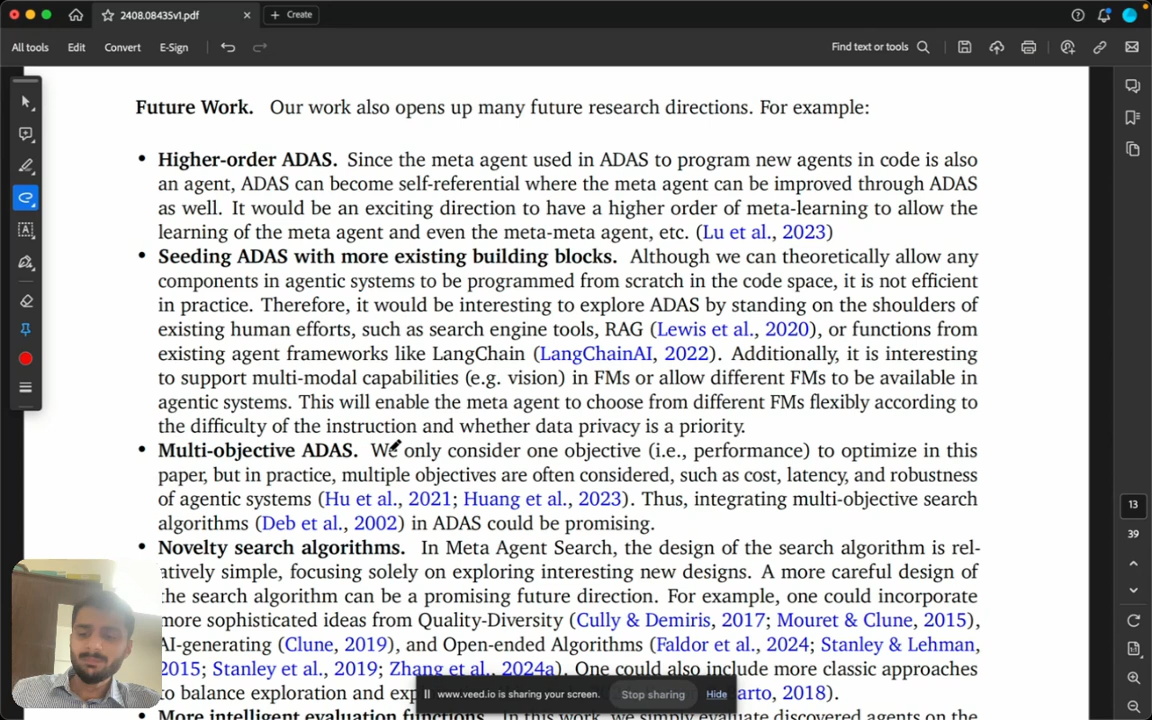 2408.08435v1.pdf
Create
All tools
Edit
Convert
E-Sign
Find text or tools
Future Work. Our work also opens up many future research directions. For example:
• Higher-order ADAS. Since the meta agent used in ADAS to program new agents in code is also
an agent, ADAS can become self-referential where the meta agent can be improved through ADAS
as well. It would be an exciting direction to have a higher order of meta-learning to allow the
learning of the meta agent and even the meta-meta agent, etc. (Lu et al., 2023)
• Seeding ADAS with more existing building blocks. Although we can theoretically allow any
components in agentic systems to be programmed from scratch in the code space, it is not efficient
in practice. Therefore, it would be interesting to explore ADAS by standing on the shoulders of
existing human efforts, such as search engine tools, RAG (Lewis et al., 2020), or functions from
existing agent frameworks like LangChain (LangChainAI, 2022). Additionally, it is interesting
to support multi-modal capabilities (e.g. vision) in FMs or allow different FMs to be available in
agentic systems. This will enable the meta agent to choose from different FMs flexibly according to
the difficulty of the instruction and whether data privacy is a priority.
• Multi-objective ADAS. We only consider one objective (i.e., performance) to optimize in this
paper, but in practice, multiple objectives are often considered, such as cost, latency, and robustness
of agentic systems (Hu et al., 2021; Huang et al., 2023). Thus, integrating multi-objective search
algorithms (Deb et al., 2002) in ADAS could be promising.
• Novelty search algorithms. In Meta Agent Search, the design of the search algorithm is rel-
atively simple, focusing solely on exploring interesting new designs. A more careful design of
the search algorithm can be a promising future direction. For example, one could incorporate
more sophisticated ideas from Quality-Diversity (Cully & Demiris, 2017; Mouret & Clune, 2015),
AI-generating (Clune, 2019), and Open-ended Algorithms (Faldor et al., 2024; Stanley & Lehman,
2015; Stanley et al., 2019; Zhang et al., 2024a). One could also include more classic approaches
to balance exploration and exp arto, 2018).
• More intelligent evaluation functions. In this work, we simply evaluate discovered agents on the
www.veed.io is sharing your screen.
Stop sharing
Hide
13
39